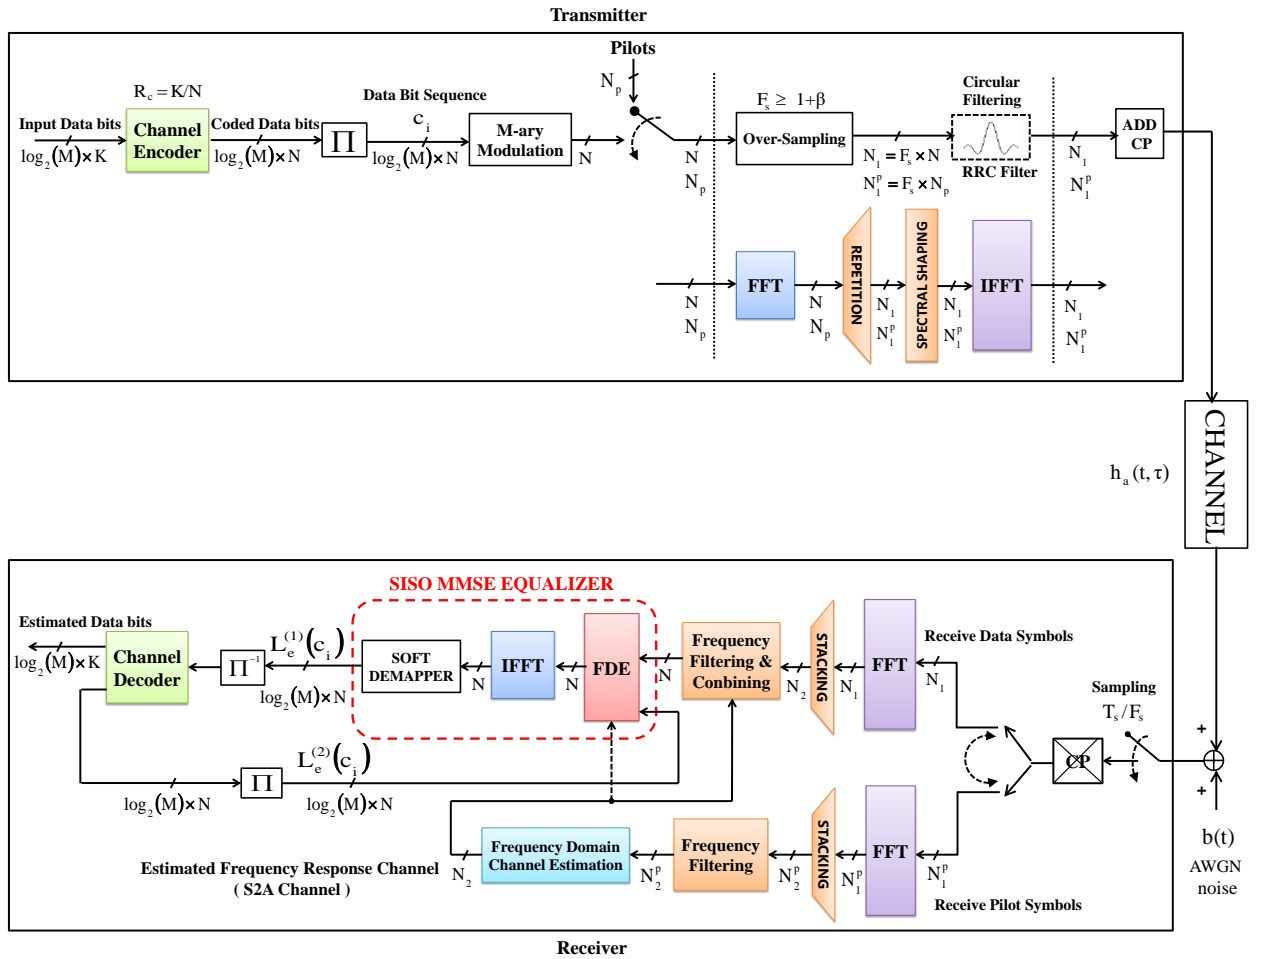 Transmitter
Pilots
N_p
R_c = K/N
Data Bit Sequence
c_i
F_s ≥ 1+β
Circular
Filtering
Input Data bits
log_2(M)×K
Channel
Encoder
Coded Data bits
log_2(M)×N
Π
log_2(M)×N
M-ary
Modulation
N
N
N_p
Over-Sampling
N_1 = F_s × N
N_1^p = F_s × N_p
RRC Filter
N_1
N_1^p
ADD
CP
N
N_p
FFT
N
N_p
REPETITION
N_1
N_1^p
SPECTRAL SHAPING
N_1
N_1^p
IFFT
N_1
N_1^p
CHANNEL
h_a(t,τ)
SISO MMSE EQUALIZER
Estimated Data bits
log_2(M)×K
Channel
Decoder
Π^-1
L_e^(1)(c_i)
log_2(M)×N
SOFT
DEMAPPER
N
IFFT
N
FDE
N
Frequency
Filtering &
Conbining
N_2
STACKING
N_1
FFT
N_1
Receive Data Symbols
Sampling
T_s/F_s
CP
+
+
b(t)
AWGN
noise
log_2(M)×N
Π
L_e^(2)(c_i)
log_2(M)×N
Estimated Frequency Response Channel
( S2A Channel )
N_2
Frequency Domain
Channel Estimation
N_2^p
Frequency
Filtering
N_2^p
STACKING
N_1^p
FFT
N_1^p
Receive Pilot Symbols
Receiver